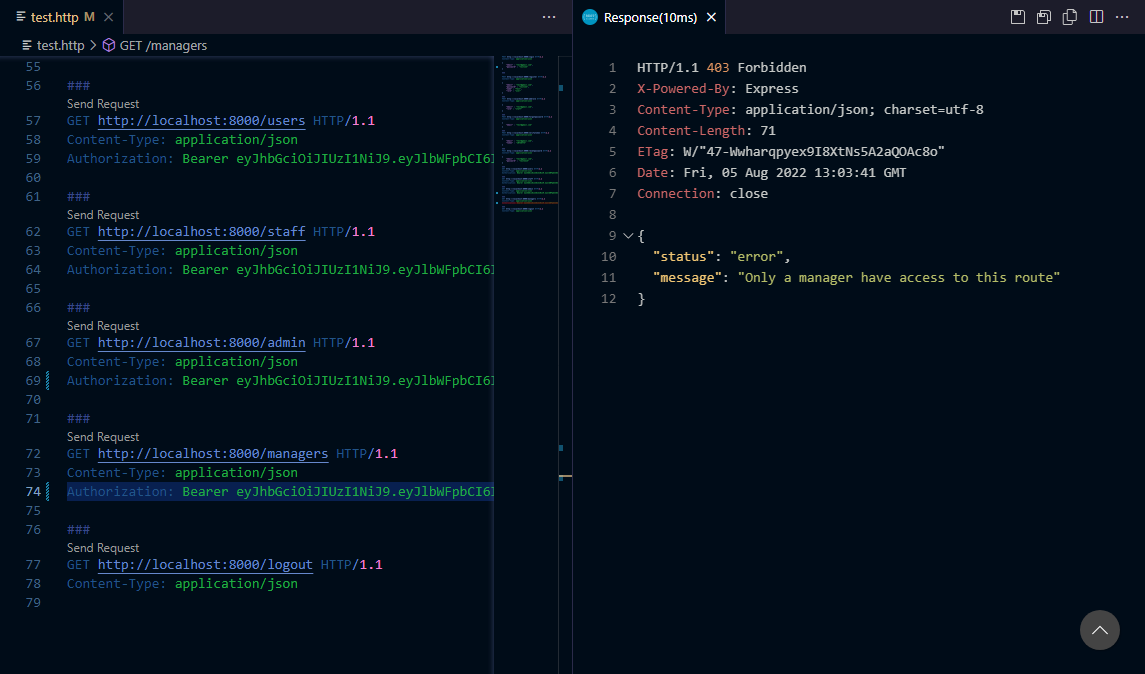 test.http M
test.http > GET /managers
55
56 ###
Send Request
57 GET http://localhost:8000/users HTTP/1.1
58 Content-Type: application/json
59 Authorization: Bearer eyJhbGciOiJIUzI1NiJ9.eyJlbWFpbCI6I
60
61 ###
Send Request
62 GET http://localhost:8000/staff HTTP/1.1
63 Content-Type: application/json
64 Authorization: Bearer eyJhbGciOiJIUzI1NiJ9.eyJlbWFpbCI6I
65
66 ###
Send Request
67 GET http://localhost:8000/admin HTTP/1.1
68 Content-Type: application/json
69 Authorization: Bearer eyJhbGciOiJIUzI1NiJ9.eyJlbWFpbCI6I
70
71 ###
Send Request
72 GET http://localhost:8000/managers HTTP/1.1
73 Content-Type: application/json
74 Authorization: Bearer eyJhbGciOiJIUzI1NiJ9.eyJlbWFpbCI6I
75
76 ###
Send Request
77 GET http://localhost:8000/logout HTTP/1.1
78 Content-Type: application/json
79
Response(10ms)
1 HTTP/1.1 403 Forbidden
2 X-Powered-By: Express
3 Content-Type: application/json; charset=utf-8
4 Content-Length: 71
5 ETag: W/"47-Wwharqpyex9I8XtNs5A2aQOAc8o"
6 Date: Fri, 05 Aug 2022 13:03:41 GMT
7 Connection: close
8
9 {
10 "status": "error",
11 "message": "Only a manager have access to this route"
12 }